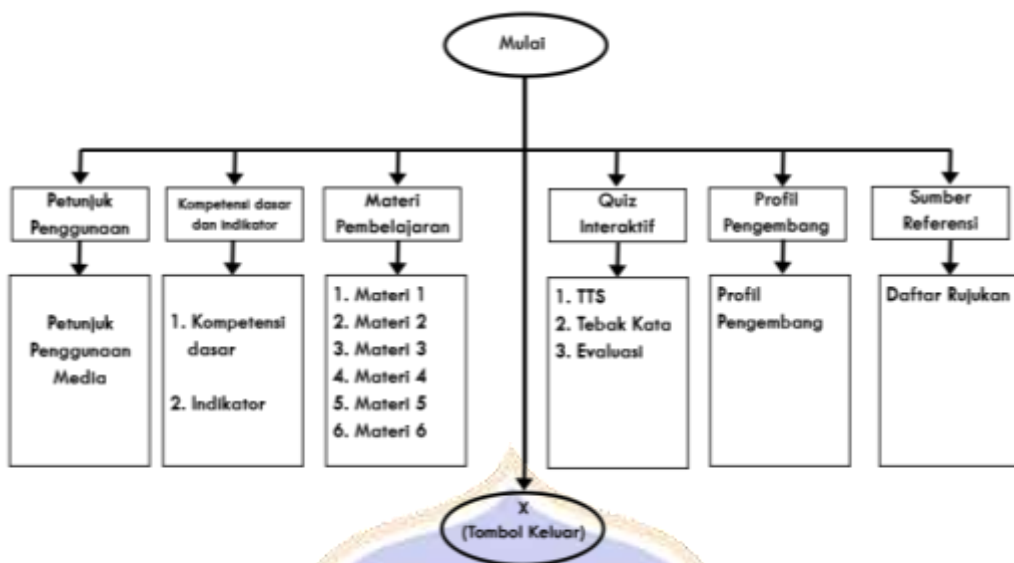 Mulai
Petunjuk
Penggunaan
Kompetensi dasar
dan indikator
Materi
Pembelajaran
Quiz
Interaktif
Profil
Pengembang
Sumber
Referensi
Petunjuk
Penggunaan
Media
1. Kompetensi
dasar
2. Indikator
1. Materi 1
2. Materi 2
3. Materi 3
4. Materi 4
5. Materi 5
6. Materi 6
1. TTS
2. Tebak Kata
3. Evaluasi
Profil
Pengembang
Daftar Rujukan
X
(Tombol Keluar)